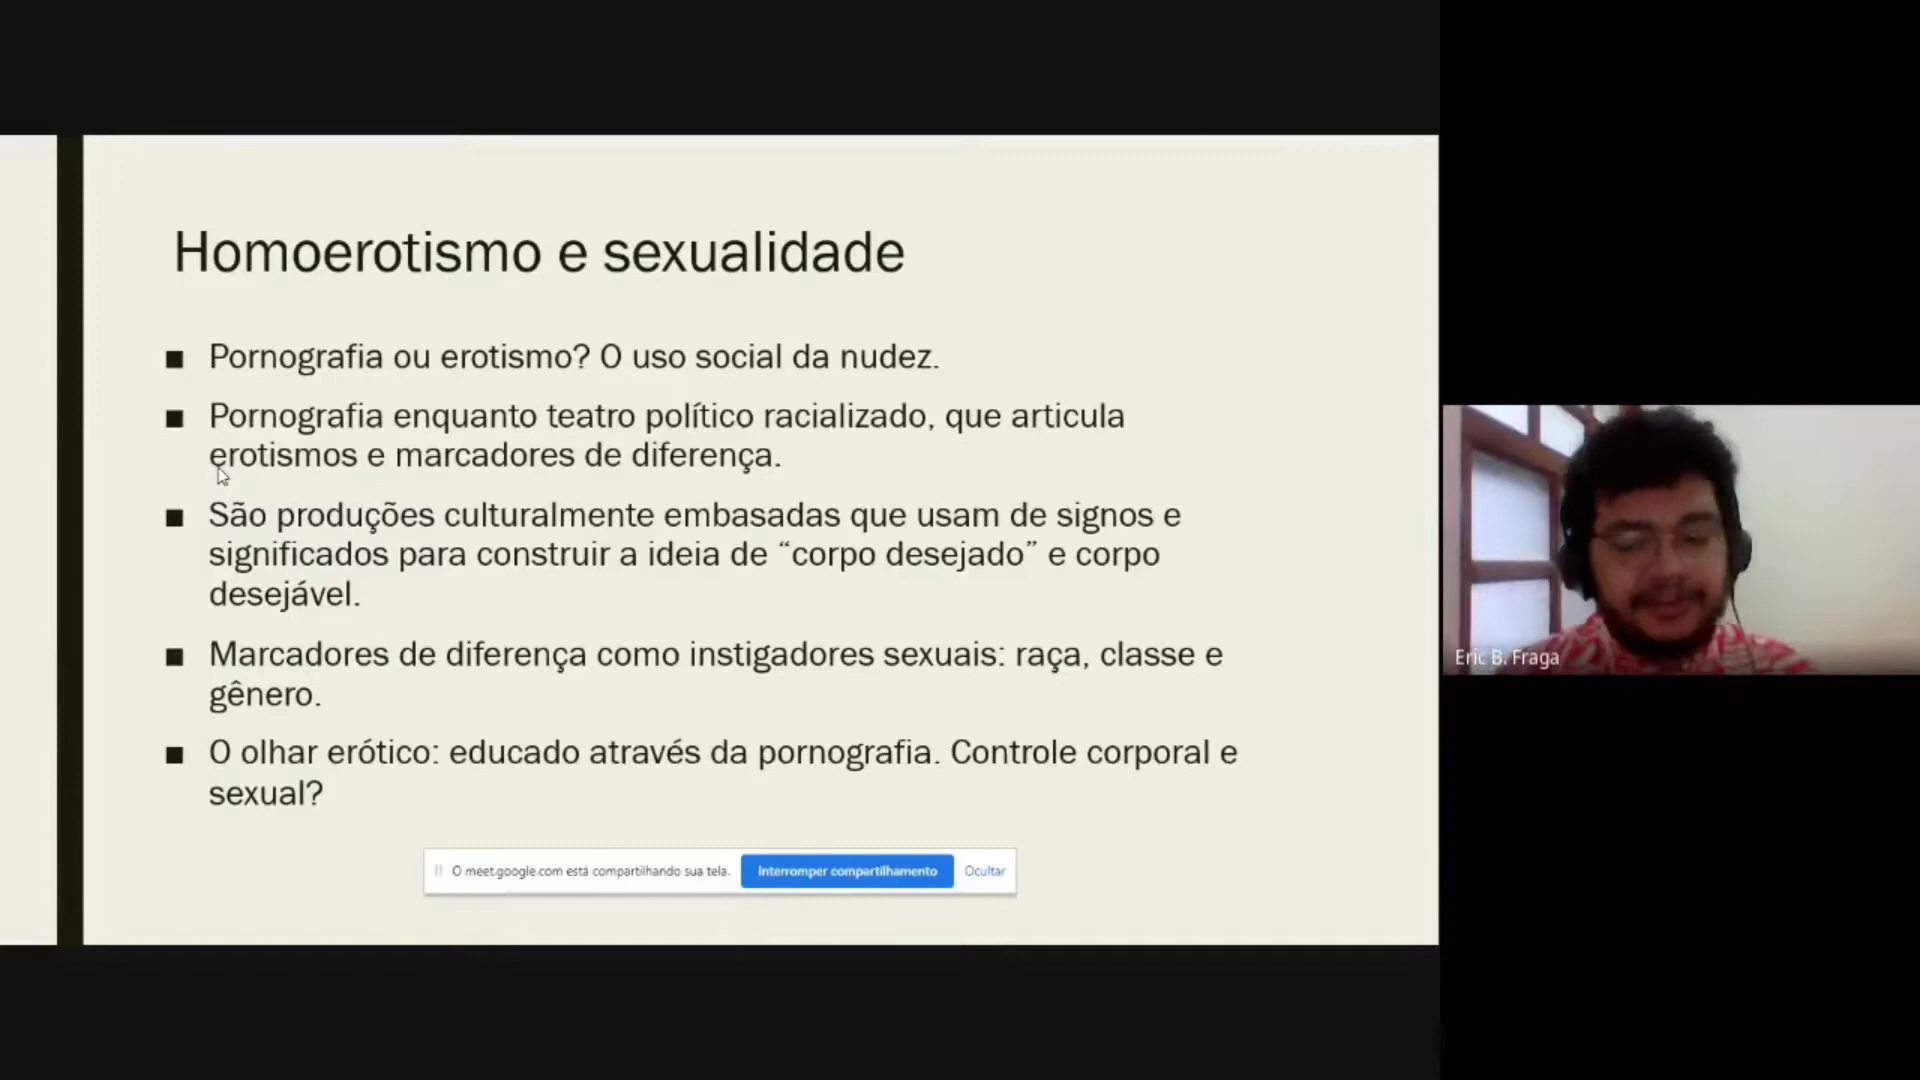 Homoerotismo e sexualidade
■ Pornografia ou erotismo? O uso social da nudez.
■ Pornografia enquanto teatro político racializado, que articula
erotismos e marcadores de diferença.
■ São produções culturalmente embasadas que usam de signos e
significados para construir a ideia de “corpo desejado” e corpo
desejável.
■ Marcadores de diferença como instigadores sexuais: raça, classe e
gênero.
■ O olhar erótico: educado através da pornografia. Controle corporal e
sexual?
O meet.google.com está compartilhando sua tela. Interromper compartilhamento Ocultar
Eric B. Fraga